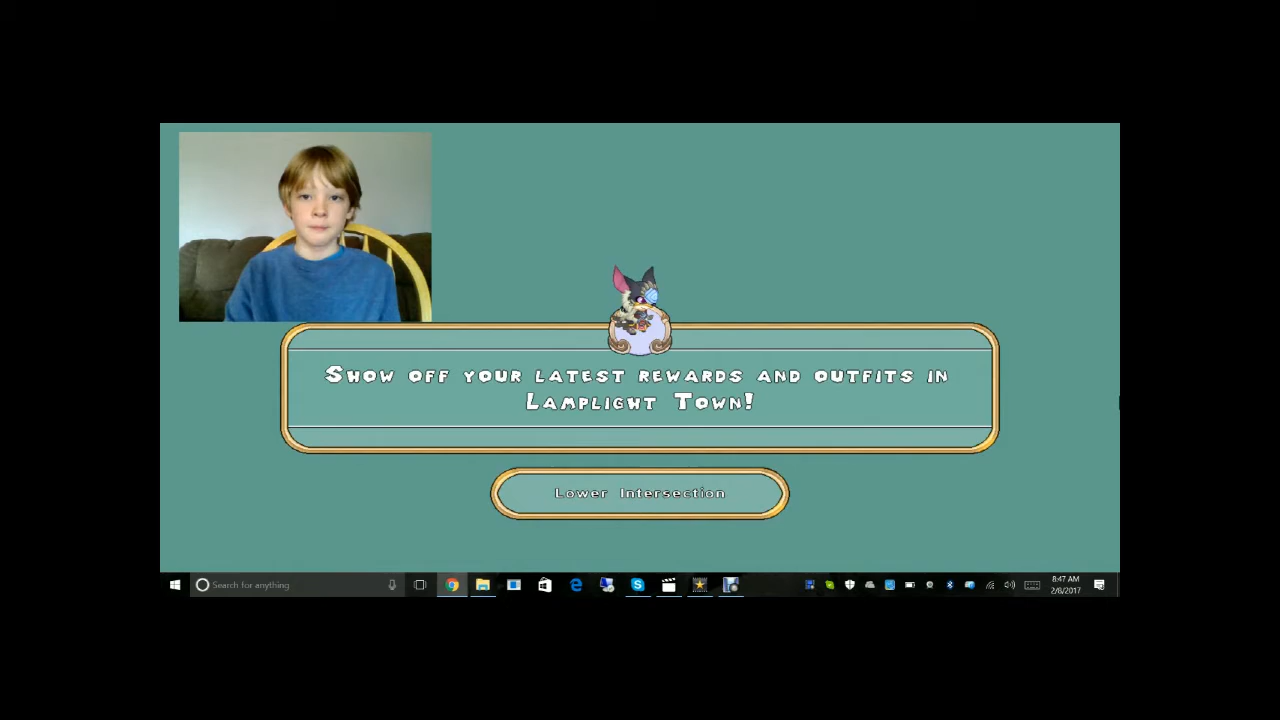 Show off your latest rewards and outfits in
Lamplight Town!
Lower Intersection
Search for anything
8:47 AM
2/8/2017